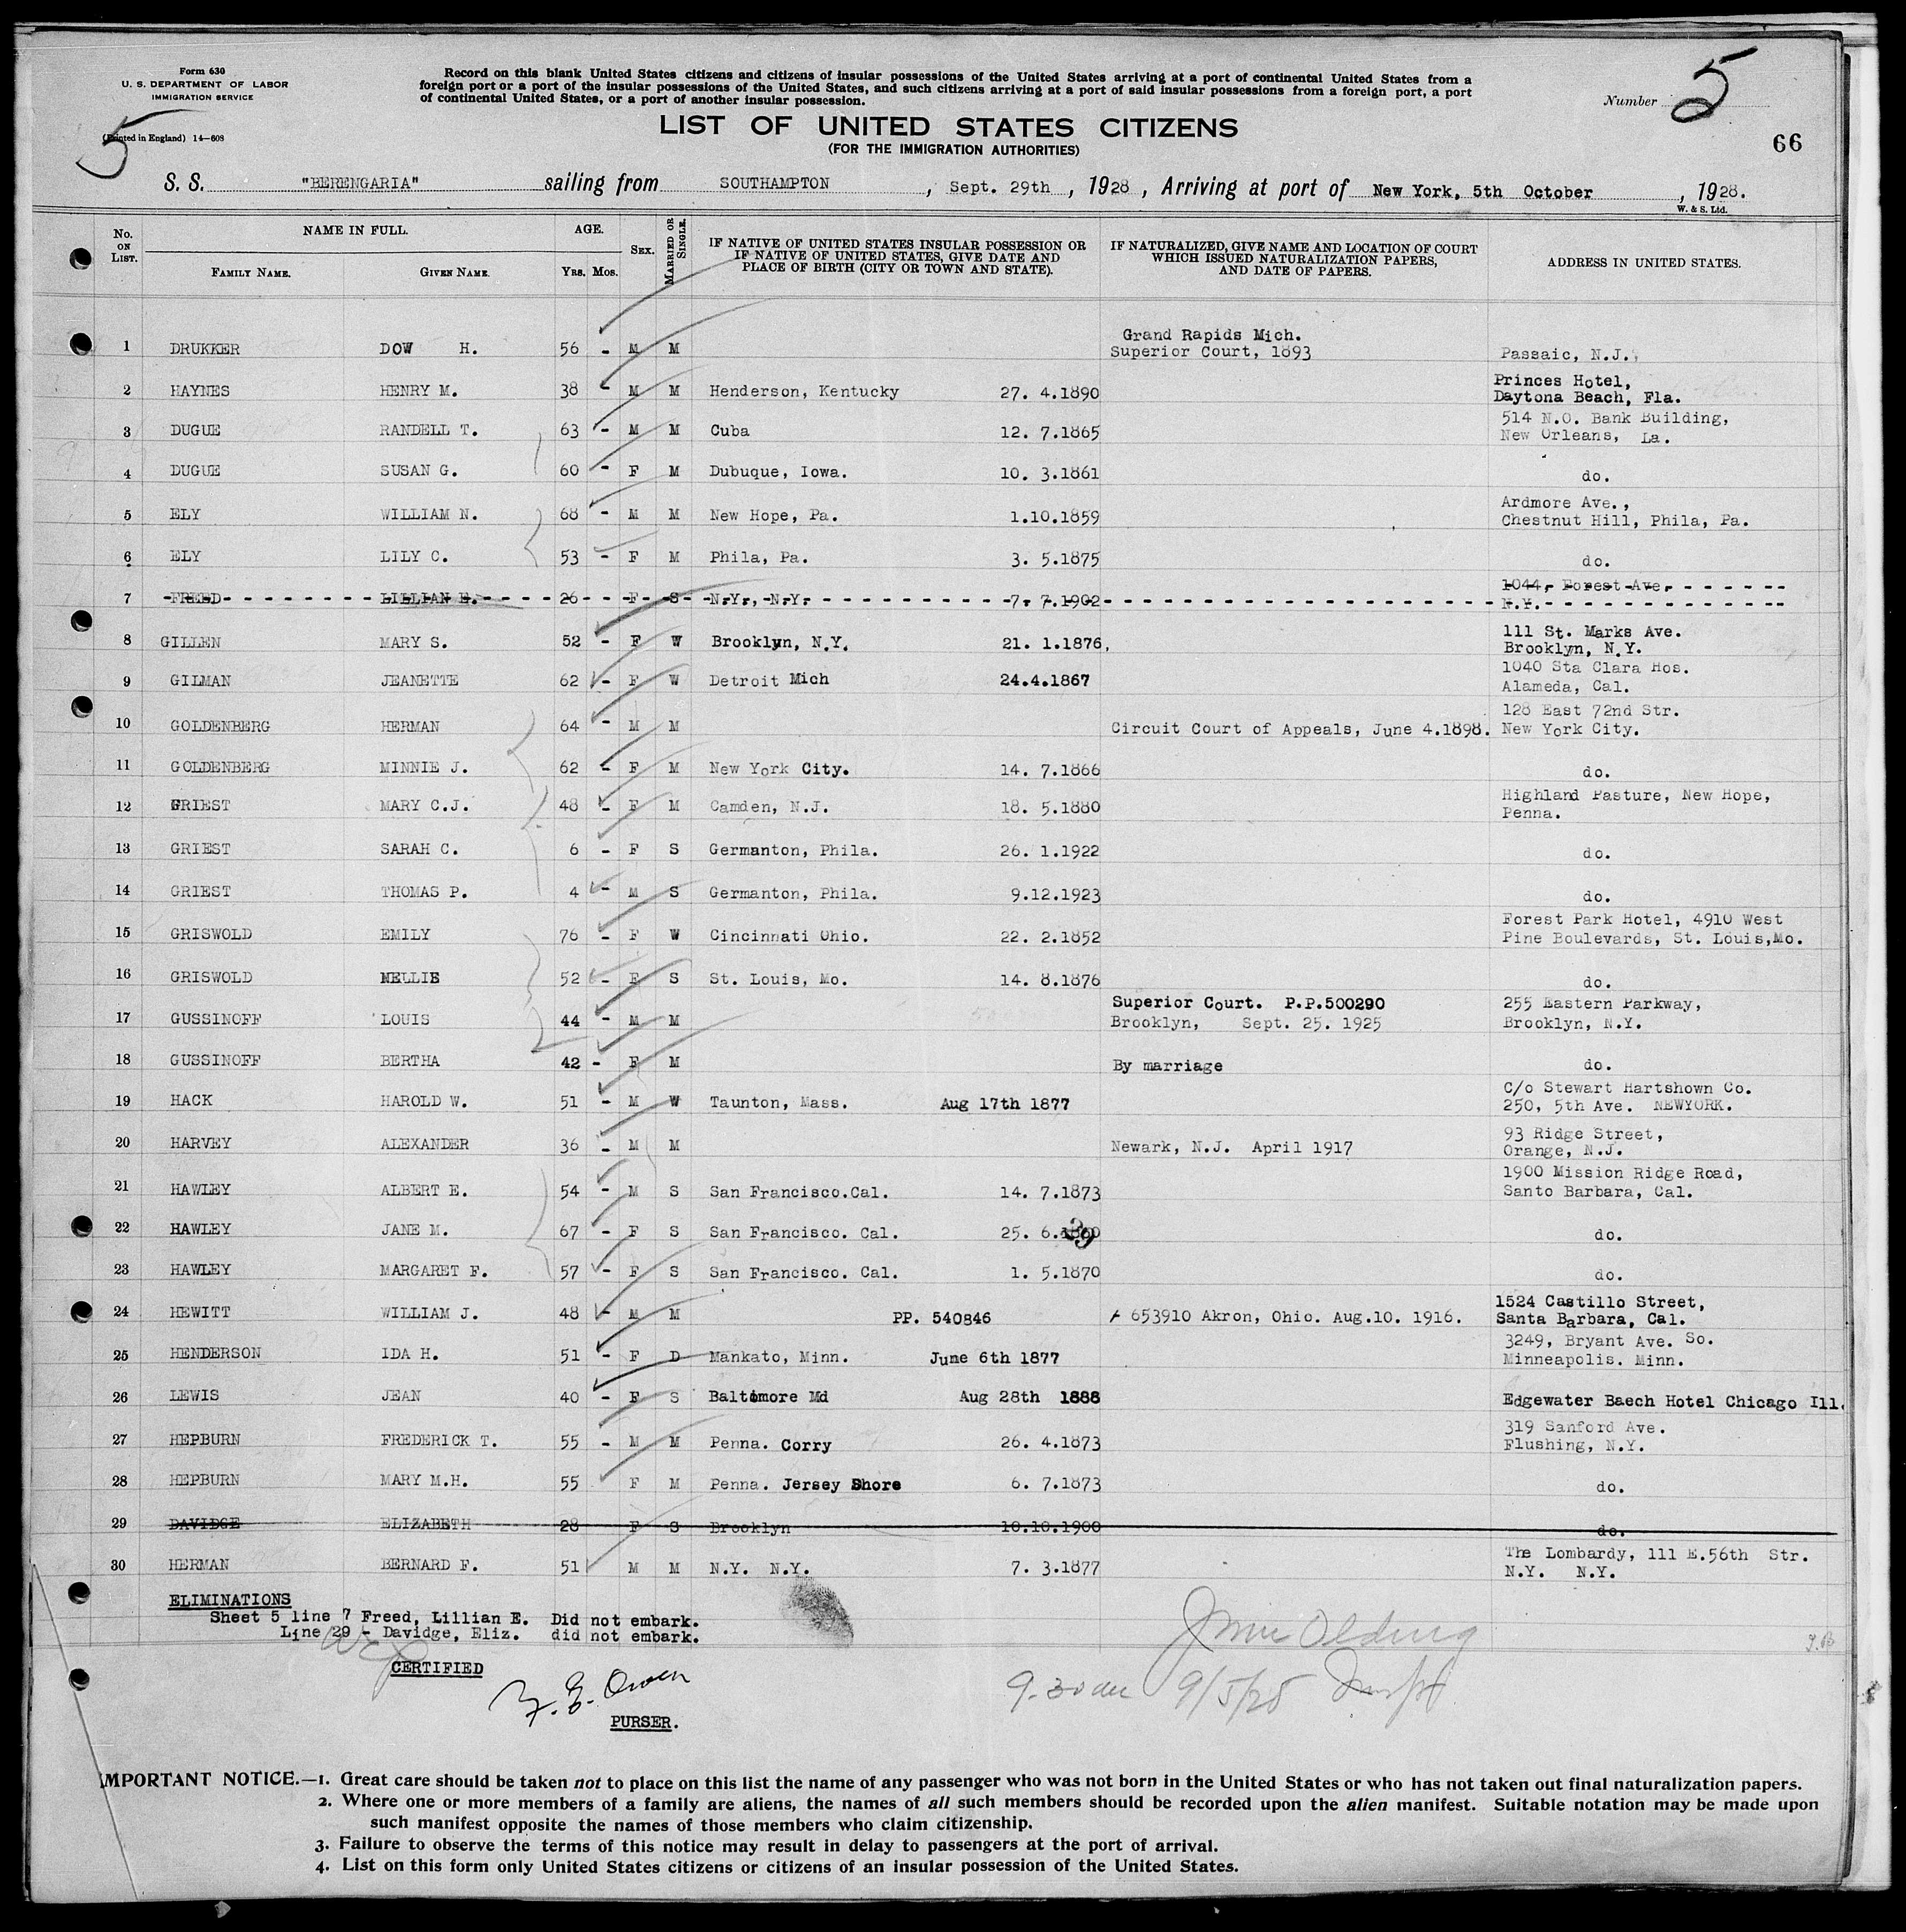 Form 630
U. S. DEPARTMENT OF LABOR
IMMIGRATION SERVICE
(Printed in England) 14—608
5
Record on this blank United States citizens and citizens of insular possessions of the United States arriving at a port of continental United States from a
foreign port or a port of the insular possessions of the United States, and such citizens arriving at a port of said insular possessions from a foreign port, a port
of continental United States, or a port of another insular possession.
Number 5
LIST OF UNITED STATES CITIZENS
(FOR THE IMMIGRATION AUTHORITIES)
66
S. S. "BERENGARIA" sailing from SOUTHAMPTON, Sept. 29th, 1928, Arriving at port of New York, 5th October, 1928.
W. & S. Ltd.
No. ON LIST. NAME IN FULL. AGE. SEX. MARRIED OR SINGLE. IF NATIVE OF UNITED STATES INSULAR POSSESSION OR IF NATIVE OF UNITED STATES, GIVE DATE AND PLACE OF BIRTH (CITY OR TOWN AND STATE). IF NATURALIZED, GIVE NAME AND LOCATION OF COURT WHICH ISSUED NATURALIZATION PAPERS, AND DATE OF PAPERS. ADDRESS IN UNITED STATES.
FAMILY NAME. GIVEN NAME. Yrs. Mos.
Grand Rapids Mich.
1 DRUKKER DOW H. 56 - M M Superior Court, 1893 Passaic, N.J.
Princes Hotel,
2 HAYNES HENRY M. 38 - M M Henderson, Kentucky 27. 4.1890 Daytona Beach, Fla.
514 N.O. Bank Building,
3 DUGUE RANDELL T. 63 - M M Cuba 12. 7.1865 New Orleans, La.
4 DUGUE SUSAN G. 60 - F M Dubuque, Iowa. 10. 3.1861 do.
Ardmore Ave.,
5 ELY WILLIAM N. 68 - M M New Hope, Pa. 1.10.1859 Chestnut Hill, Phila, Pa.
6 ELY LILY C. 53 - F M Phila, Pa. 3. 5.1875 do.
1044, Forest Ave.
7 FREED LILLIAN E. 26 - F S N.Y., N.Y. 7. 7.1902 N.Y.
111 St. Marks Ave.
8 GILLEN MARY S. 52 - F W Brooklyn, N.Y. 21. 1.1876, Brooklyn, N.Y.
1040 Sta Clara Hos.
9 GILMAN JEANETTE 62 - F W Detroit Mich 24.4.1867 Alameda, Cal.
128 East 72nd Str.
10 GOLDENBERG HERMAN 64 - M M Circuit Court of Appeals, June 4.1898. New York City.
11 GOLDENBERG MINNIE J. 62 - F M New York City. 14. 7.1866 do.
Highland Pasture, New Hope,
12 GRIEST MARY C.J. 48 - F M Camden, N.J. 18. 5.1880 Penna.
13 GRIEST SARAH C. 6 - F S Germanton, Phila. 26. 1.1922 do.
14 GRIEST THOMAS P. 4 - M S Germanton, Phila. 9.12.1923 do.
Forest Park Hotel, 4910 West
15 GRISWOLD EMILY 76 - F W Cincinnati Ohio. 22. 2.1852 Pine Boulevards, St. Louis,Mo.
16 GRISWOLD NELLIE 52 - F S St. Louis, Mo. 14. 8.1876 do.
Superior Court. P.P.500290 255 Eastern Parkway,
17 GUSSINOFF LOUIS 44 - M M Brooklyn, Sept. 25. 1925 Brooklyn, N.Y.
18 GUSSINOFF BERTHA 42 - F M By marriage do.
C/o Stewart Hartshown Co.
19 HACK HAROLD W. 51 - M W Taunton, Mass. Aug 17th 1877 250, 5th Ave. NEWYORK.
93 Ridge Street,
20 HARVEY ALEXANDER 36 - M M Newark, N.J. April 1917 Orange, N.J.
1900 Mission Ridge Road,
21 HAWLEY ALBERT E. 54 - M S San Francisco.Cal. 14. 7.1873 Santo Barbara, Cal.
22 HAWLEY JANE M. 67 - F S San Francisco. Cal. 25. 6. do.
23 HAWLEY MARGARET F. 57 - F S San Francisco. Cal. 1. 5.1870 do.
1524 Castillo Street,
24 HEWITT WILLIAM J. 48 - M M PP. 540846 653910 Akron, Ohio. Aug.10. 1916. Santa Barbara, Cal.
3249, Bryant Ave. So.
25 HENDERSON IDA H. 51 - F D Mankato, Minn. June 6th 1877 Minneapolis. Minn.
26 LEWIS JEAN 40 - F S Baltimore Md Aug 28th 1888 Edgewater Baech Hotel Chicago Ill.
319 Sanford Ave.
27 HEPBURN FREDERICK T. 55 - M M Penna. Corry 26. 4.1873 Flushing, N.Y.
28 HEPBURN MARY M.H. 55 F M Penna. Jersey Shore 6. 7.1873 do.
29 DAVIDGE ELIZABETH 28 F S Brooklyn 10.10.1900 do.
The Lombardy, 111 E.56th Str.
30 HERMAN BERNARD F. 51 M M N.Y. N.Y. 7. 3.1877 N.Y. N.Y.
ELIMINATIONS
Sheet 5 line 7 Freed, Lillian E. Did not embark.
Line 29 - Davidge, Eliz. did not embark.
CERTIFIED
PURSER.
9.30 am 9/5/28
IMPORTANT NOTICE.—1. Great care should be taken not to place on this list the name of any passenger who was not born in the United States or who has not taken out final naturalization papers.
2. Where one or more members of a family are aliens, the names of all such members should be recorded upon the alien manifest. Suitable notation may be made upon
such manifest opposite the names of those members who claim citizenship.
3. Failure to observe the terms of this notice may result in delay to passengers at the port of arrival.
4. List on this form only United States citizens or citizens of an insular possession of the United States.